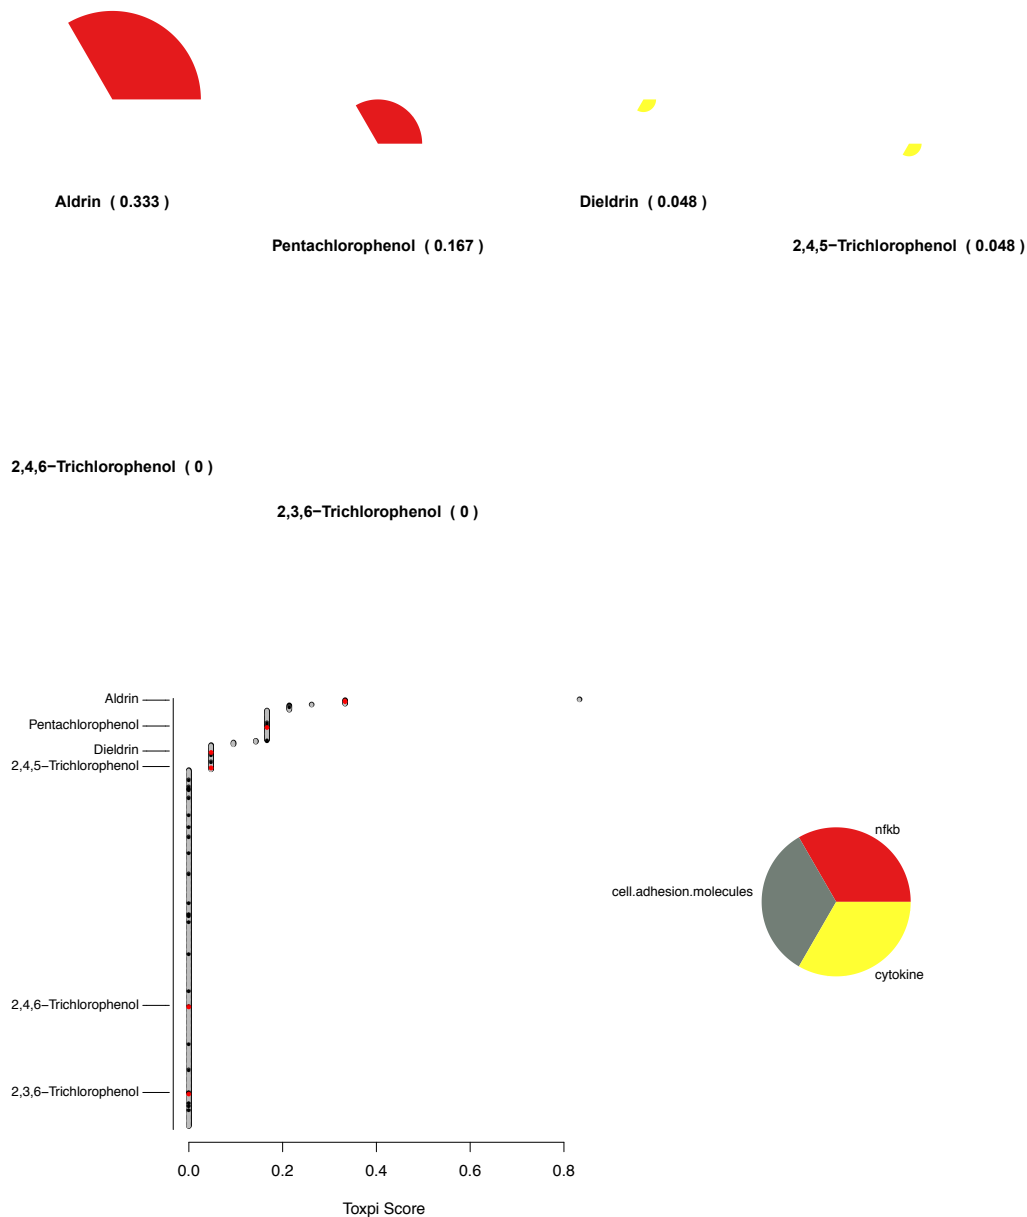 Aldrin ( 0.333 )
Dieldrin ( 0.048 )
Pentachlorophenol ( 0.167 )
2,4,5−Trichlorophenol ( 0.048 )
2,4,6−Trichlorophenol ( 0 )
2,3,6−Trichlorophenol ( 0 )
Aldrin
Pentachlorophenol
Dieldrin
2,4,5−Trichlorophenol
2,4,6−Trichlorophenol
2,3,6−Trichlorophenol
0.0 0.2 0.4 0.6 0.8
Toxpi Score
nfkb
cell.adhesion.molecules
cytokine